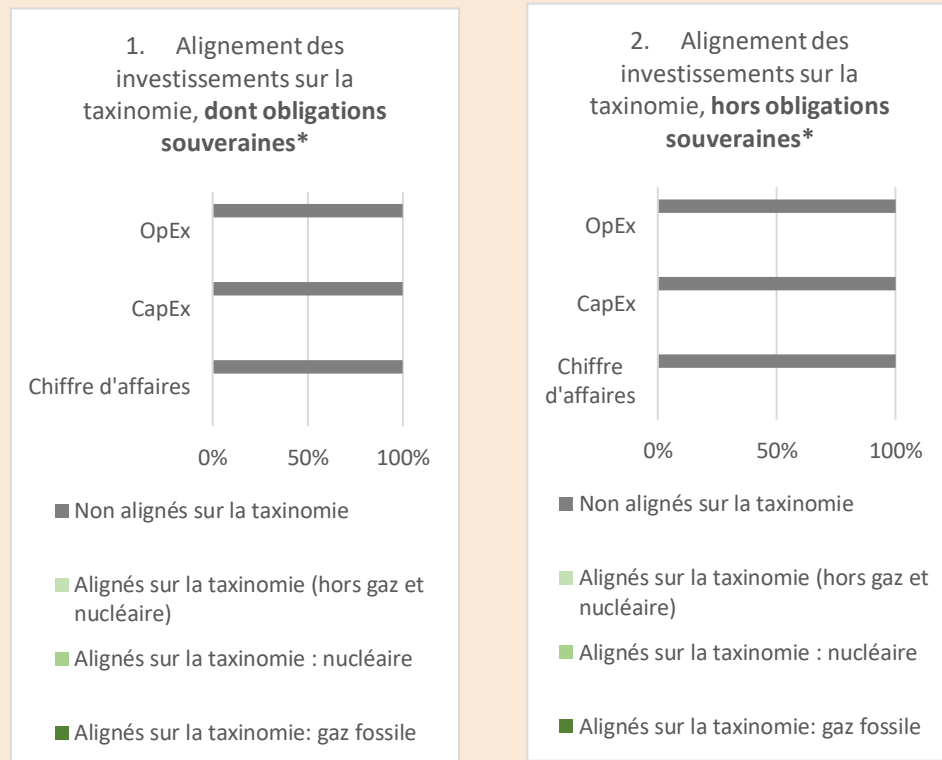 1. Alignement des
investissements sur la
taxinomie, dont obligations
souveraines*
OpEx
CapEx
Chiffre d'affaires
0% 50% 100%
Non alignés sur la taxinomie
Alignés sur la taxinomie (hors gaz et
nucléaire)
Alignés sur la taxinomie : nucléaire
Alignés sur la taxinomie: gaz fossile
2. Alignement des
investissements sur la
taxinomie, hors obligations
souveraines*
OpEx
CapEx
Chiffre
d'affaires
0% 50% 100%
Non alignés sur la taxinomie
Alignés sur la taxinomie (hors gaz et
nucléaire)
Alignés sur la taxinomie : nucléaire
Alignés sur la taxinomie: gaz fossile